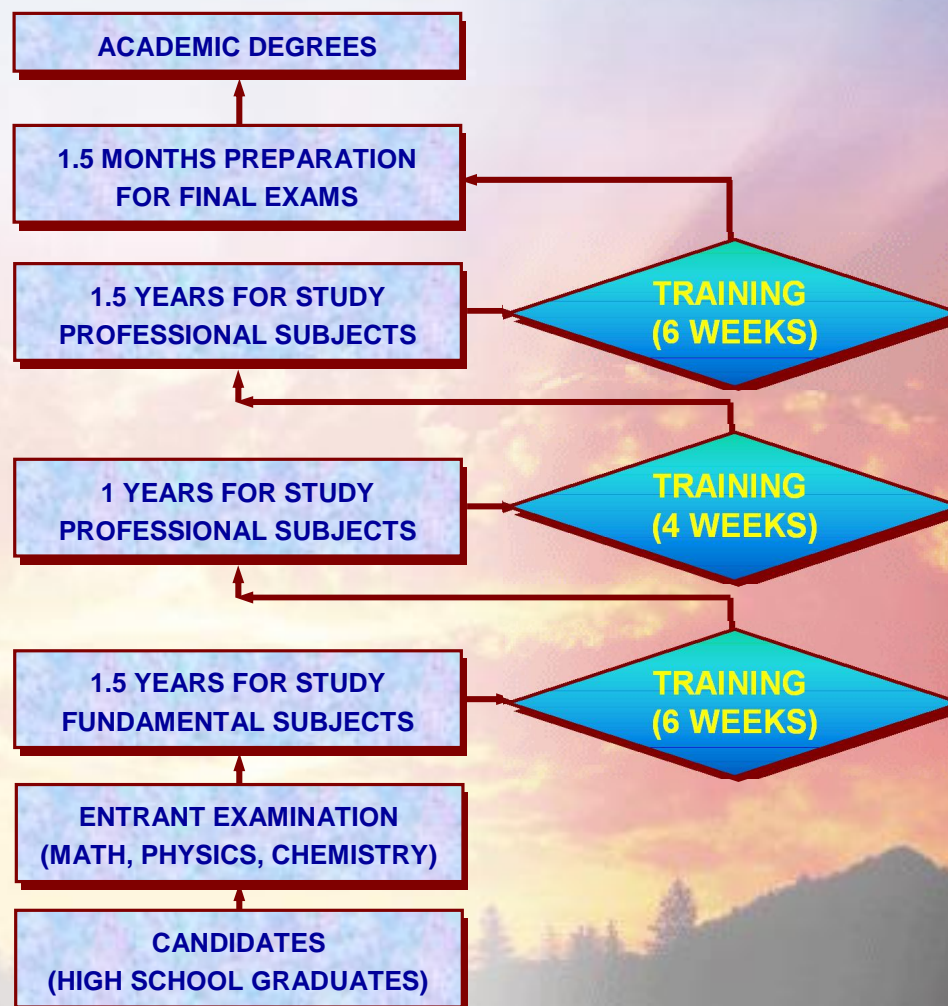 ACADEMIC DEGREES
1.5 MONTHS PREPARATION
FOR FINAL EXAMS
1.5 YEARS FOR STUDY
PROFESSIONAL SUBJECTS
TRAINING
(6 WEEKS)
1 YEARS FOR STUDY
PROFESSIONAL SUBJECTS
TRAINING
(4 WEEKS)
1.5 YEARS FOR STUDY
FUNDAMENTAL SUBJECTS
TRAINING
(6 WEEKS)
ENTRANT EXAMINATION
(MATH, PHYSICS, CHEMISTRY)
CANDIDATES
(HIGH SCHOOL GRADUATES)